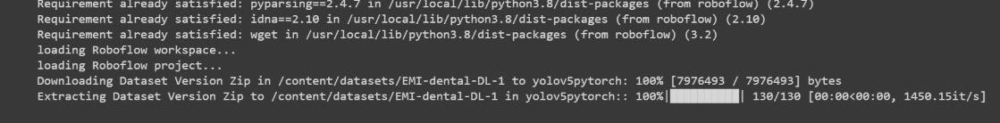 Requirement already satisfied: pyparsing==2.4.7 in /usr/local/lib/python3.8/dist-packages (from roboflow) (2.4.7)
Requirement already satisfied: idna==2.10 in /usr/local/lib/python3.8/dist-packages (from roboflow) (2.10)
Requirement already satisfied: wget in /usr/local/lib/python3.8/dist-packages (from roboflow) (3.2)
loading Roboflow workspace...
loading Roboflow project...
Downloading Dataset Version Zip in /content/datasets/EMI-dental-DL-1 to yolov5pytorch: 100% [7976493 / 7976493] bytes
Extracting Dataset Version Zip to /content/datasets/EMI-dental-DL-1 in yolov5pytorch:: 100%|██████████| 130/130 [00:00<00:00, 1450.15it/s]